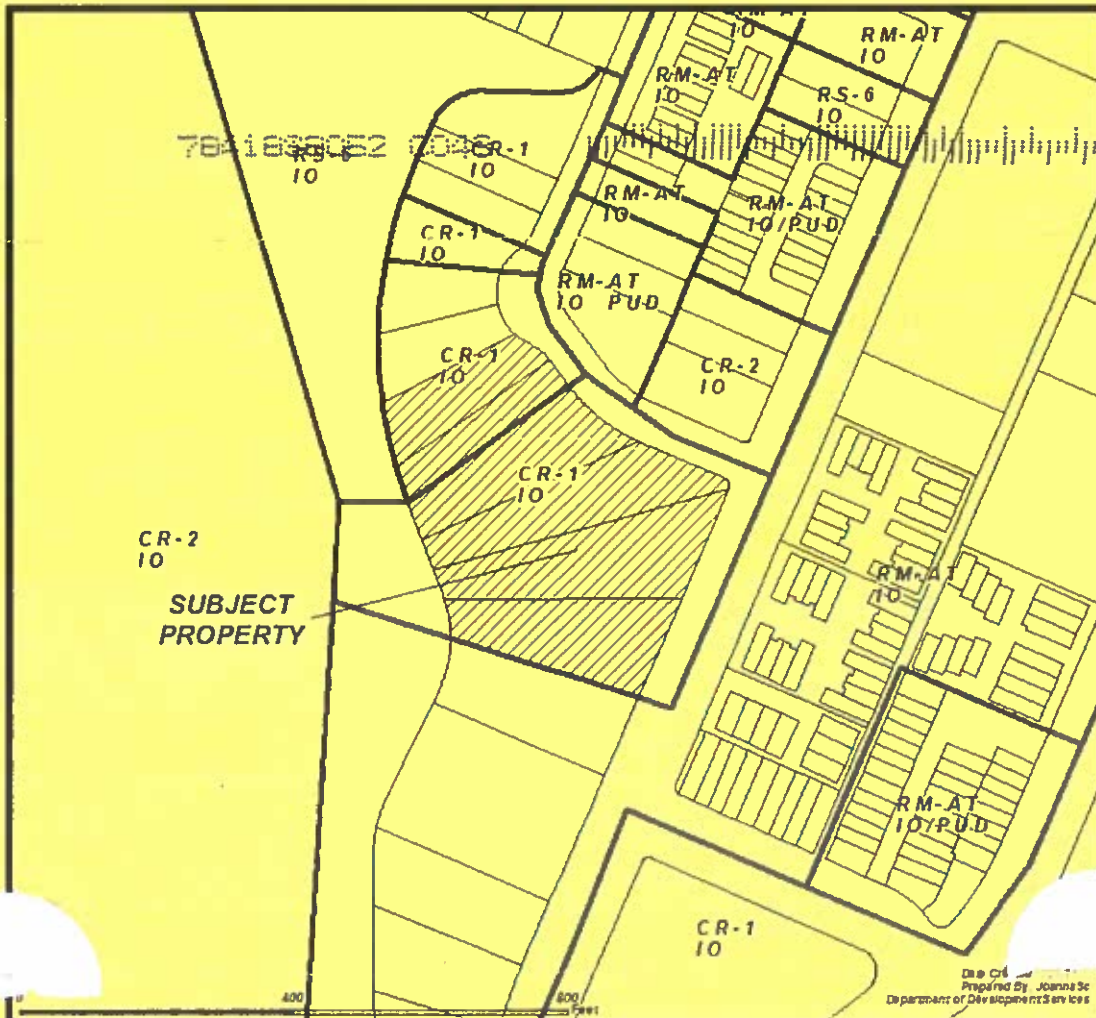 RM-AT
IO
RM-AT
IO
RM-AT
IO
RS-6
IO
IO
CR-1
IO
RM-AT
IO
RM-AT
IO/PUD
CR-1
IO
RM-AT
IO PUD
CR-1
IO
CR-2
IO
CR-1
IO
CR-2
IO
SUBJECT
PROPERTY
RM-AT
IO
RM-AT
IO/PUD
CR-1
IO
Prepared By:
Department of Development Services
0
400
800
Feet